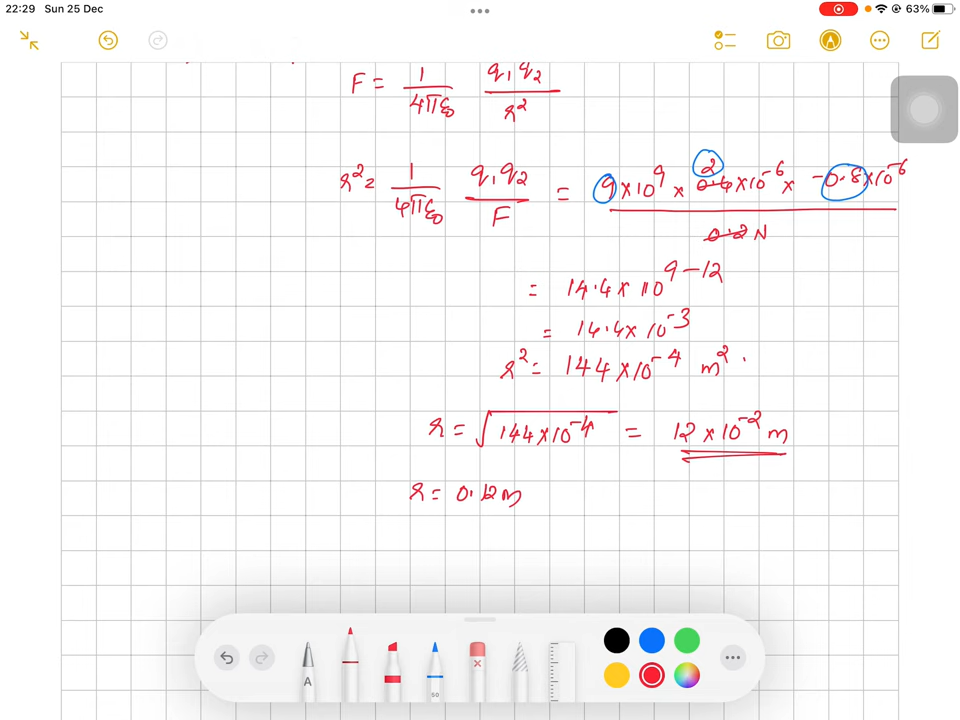 22:29 Sun 25 Dec 63%
F = 1/4πε₀ q₁q₂/r²
r² = 1/4πε₀ q₁q₂/F = 9×10⁹ × 2 0.4×10⁻⁶ × -0.8×10⁻⁶ / 0.2 N
= 14.4 × 10⁹⁻¹²
= 14.4 × 10⁻³
r² = 144 × 10⁻⁴ m²
r = √144×10⁻⁴ = 12 × 10⁻² m
r = 0.12m
A
50